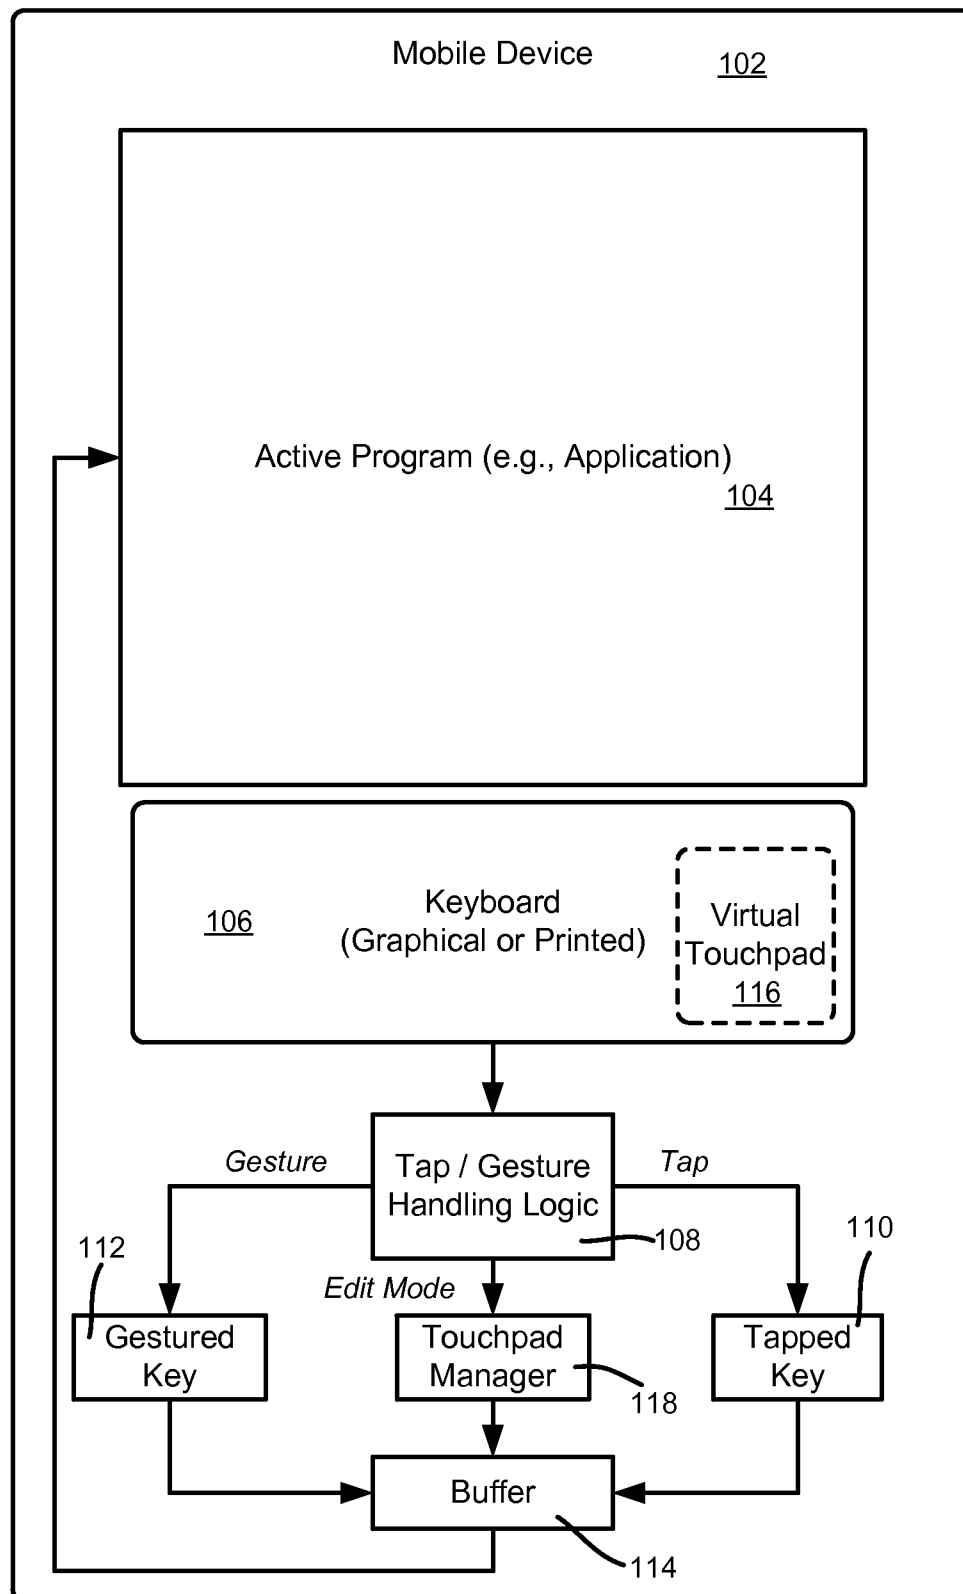 Mobile Device
102
Active Program (e.g., Application)
104
106
Keyboard
(Graphical or Printed)
Virtual
Touchpad
116
Gesture
Tap / Gesture
Handling Logic
Tap
108
110
112
Edit Mode
Gestured
Key
Touchpad
Manager
118
Tapped
Key
Buffer
114